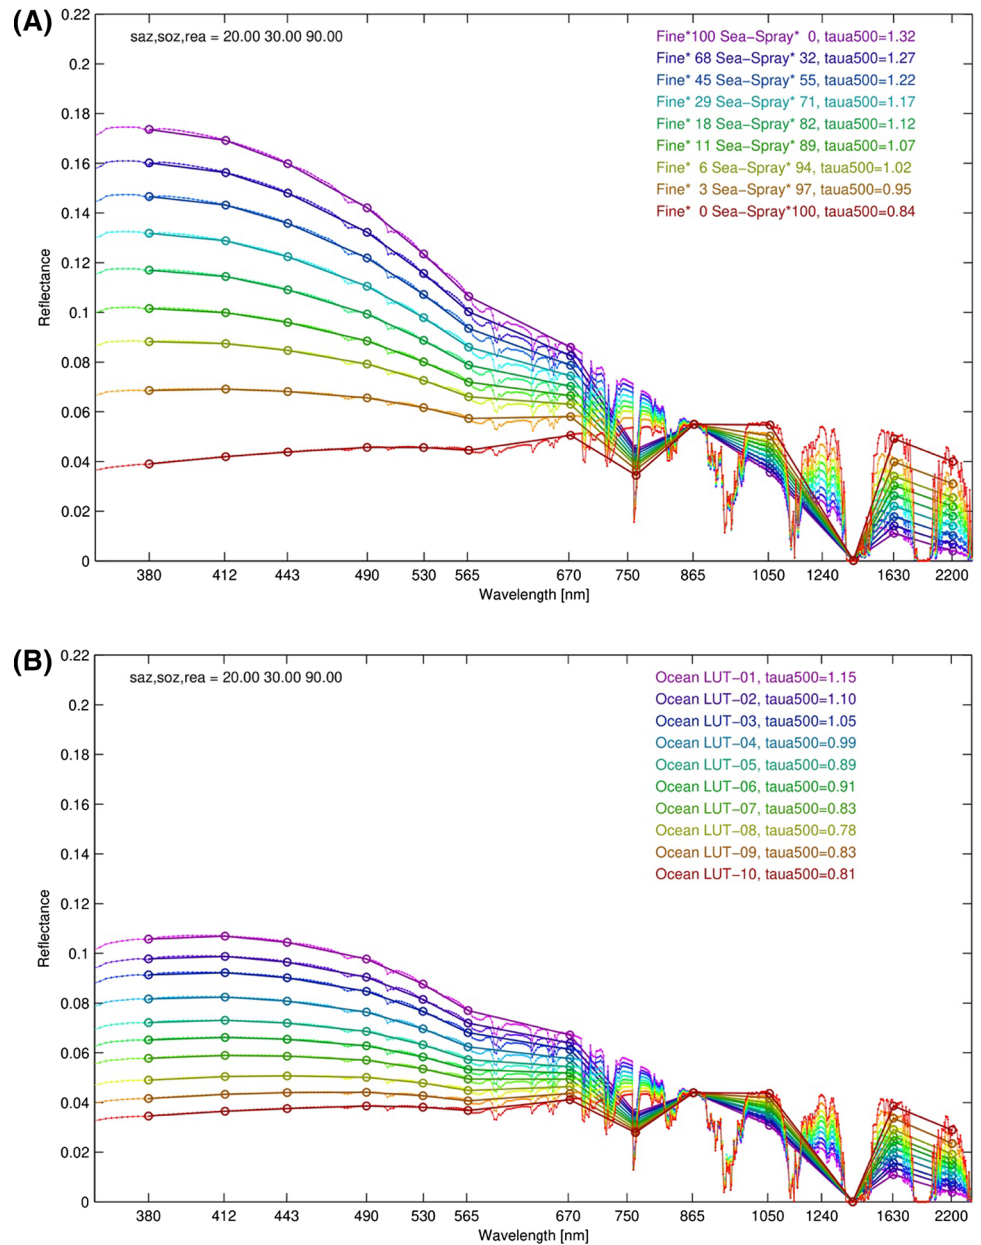 (A)
0.22
saz,soz,rea = 20.00 30.00 90.00
Fine*100 Sea-Spray* 0, taua500=1.32
Fine* 68 Sea-Spray* 32, taua500=1.27
0.2
Fine* 45 Sea-Spray* 55, taua500=1.22
Fine* 29 Sea-Spray* 71, taua500=1.17
0.18
Fine* 18 Sea-Spray* 82, taua500=1.12
Fine* 11 Sea-Spray* 89, taua500=1.07
0.16
Fine* 6 Sea-Spray* 94, taua500=1.02
Fine* 3 Sea-Spray* 97, taua500=0.95
0.14
Fine* 0 Sea-Spray*100, taua500=0.84
0.12
Reflectance
0.1
0.08
0.06
0.04
0.02
0
380 412 443 490 530 565 670 750 865 1050 1240 1630 2200
Wavelength [nm]
(B)
0.22
saz,soz,rea = 20.00 30.00 90.00
Ocean LUT-01, taua500=1.15
Ocean LUT-02, taua500=1.10
0.2
Ocean LUT-03, taua500=1.05
Ocean LUT-04, taua500=0.99
0.18
Ocean LUT-05, taua500=0.89
Ocean LUT-06, taua500=0.91
0.16
Ocean LUT-07, taua500=0.83
Ocean LUT-08, taua500=0.78
0.14
Ocean LUT-09, taua500=0.83
Ocean LUT-10, taua500=0.81
0.12
Reflectance
0.1
0.08
0.06
0.04
0.02
0
380 412 443 490 530 565 670 750 865 1050 1240 1630 2200
Wavelength [nm]